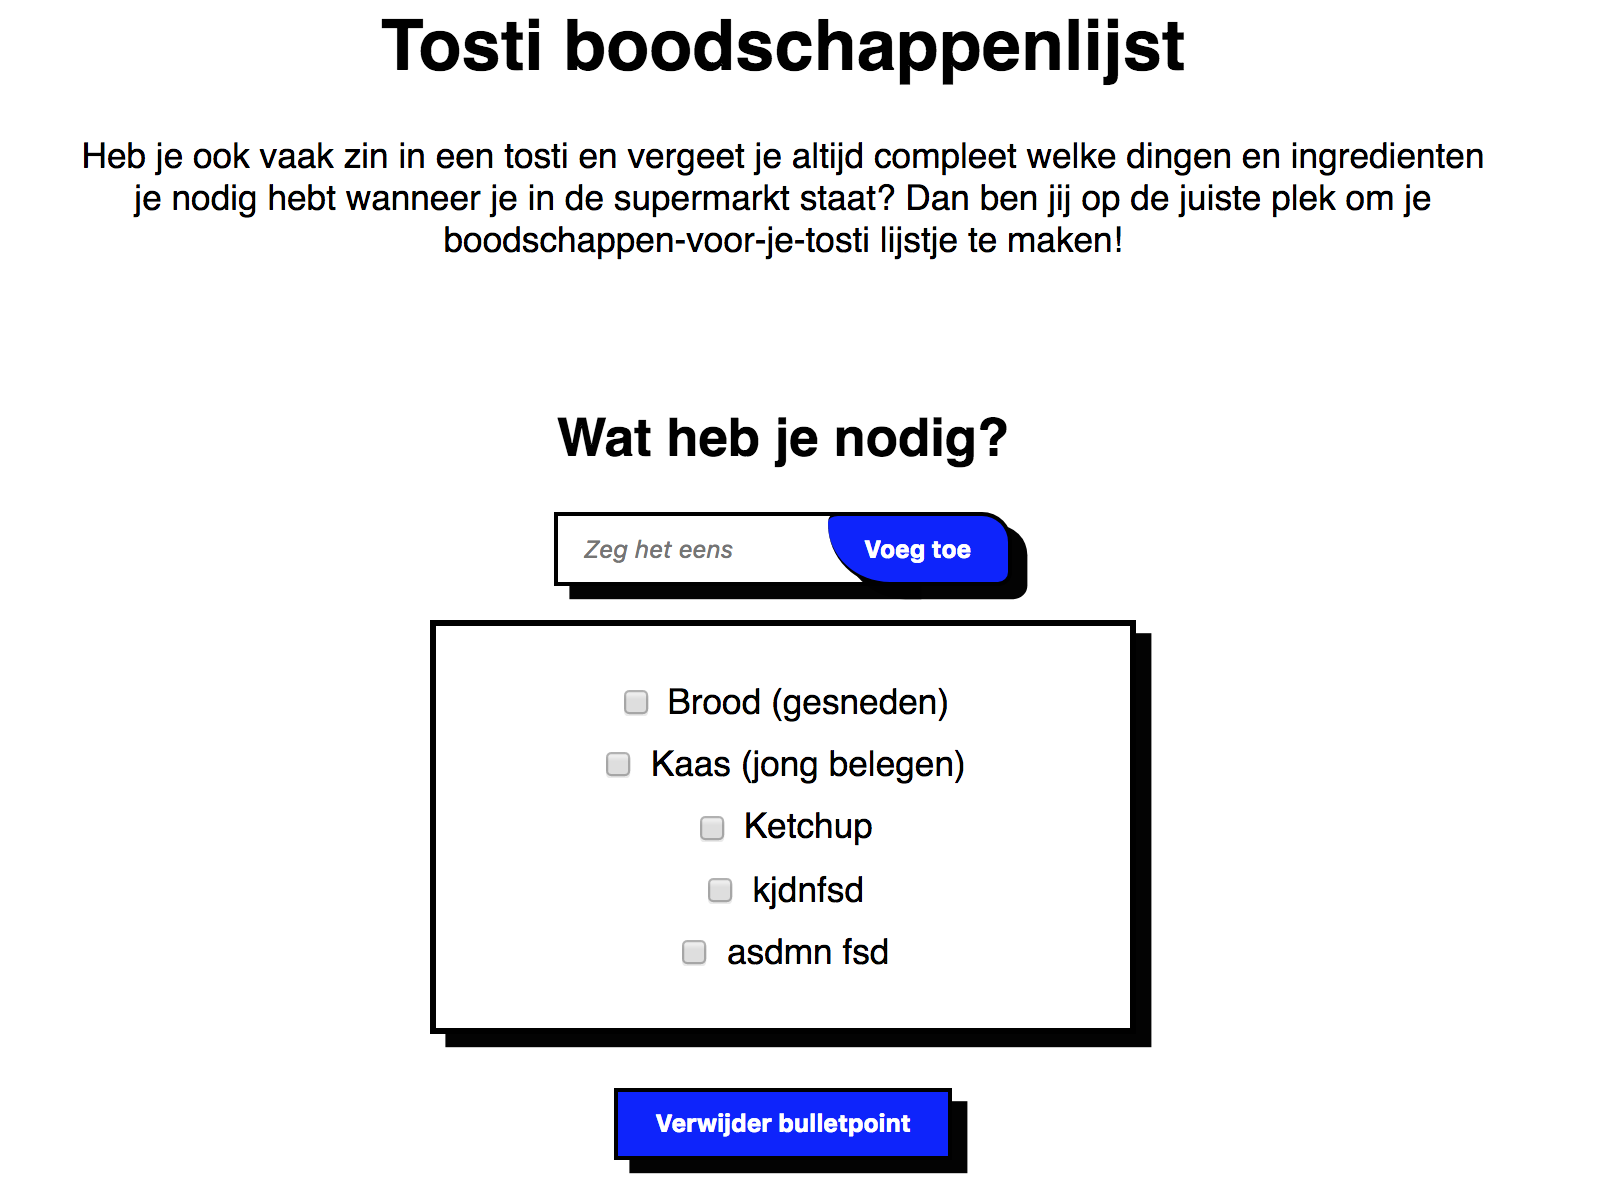 Tosti boodschappenlijst
Heb je ook vaak zin in een tosti en vergeet je altijd compleet welke dingen en ingredienten
je nodig hebt wanneer je in de supermarkt staat? Dan ben jij op de juiste plek om je
boodschappen-voor-je-tosti lijstje te maken!
Wat heb je nodig?
Zeg het eens
Voeg toe
Brood (gesneden)
Kaas (jong belegen)
Ketchup
kjdnfsd
asdmn fsd
Verwijder bulletpoint